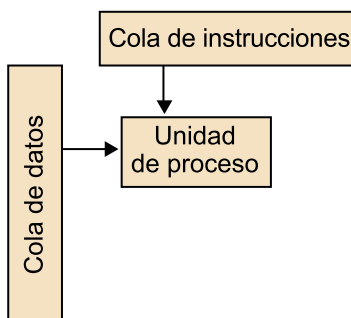 Cola de instrucciones
Unidad
de proceso
Cola de datos